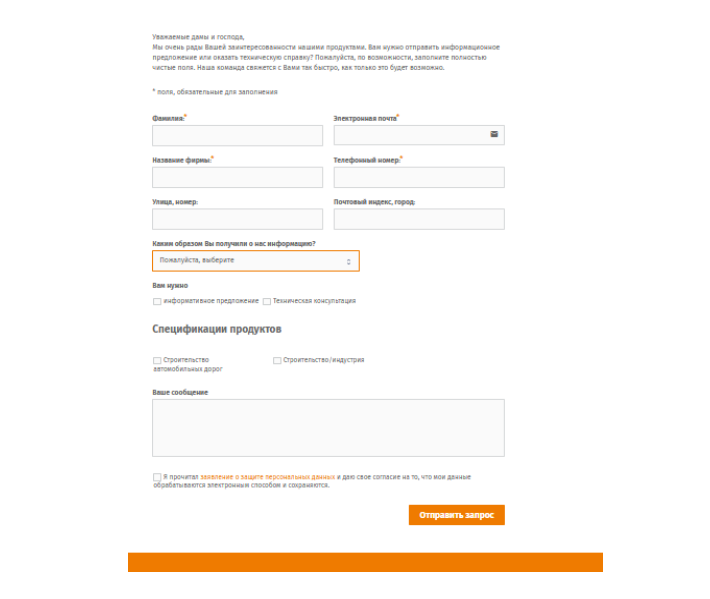 Уважаемые дамы и господа,
Мы очень рады Вашей заинтересованности нашими продуктами. Вам нужно отправить информационное
предложение или оказать техническую справку? Пожалуйста, по возможности, заполните полностью
чистые поля. Наша команда свяжется с Вами так быстро, как только это будет возможно.
* поля, обязательные для заполнения
Фамилия:* Электронная почта*
Название фирмы:* Телефонный номер:*
Улица, номер: Почтовый индекс, город:
Каким образом Вы получили о нас информацию?
Пожалуйста, выберите
Вам нужно
информативное предложение Техническая консультация
Спецификации продуктов
Строительство Строительство/индустрия
автомобильных дорог
Ваше сообщение
Я прочитал заявление о защите персональных данных и даю свое согласие на то, что мои данные
обрабатываются электронным способом и сохраняются.
Отправить запрос